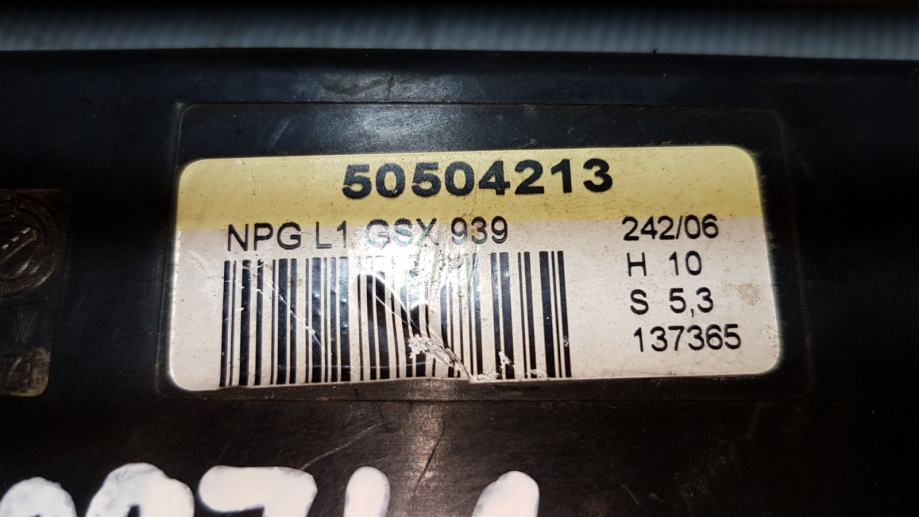 50504213
NPG L1 GSX 939
242/06
H 10
S 5,3
137365